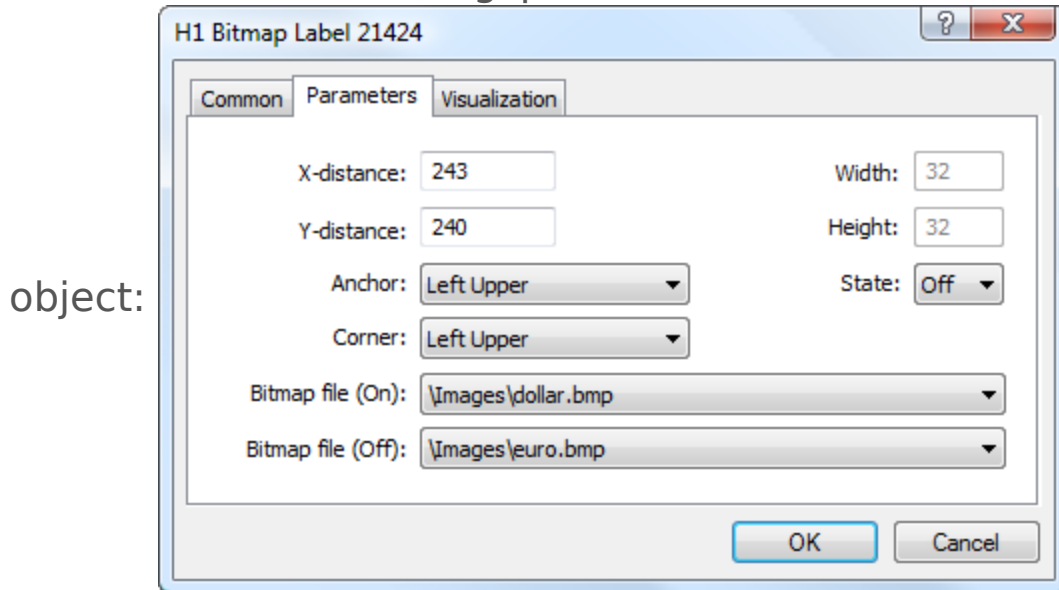 H1 Bitmap Label 21424
Common Parameters Visualization
X-distance: 243 Width: 32
Y-distance: 240 Height: 32
object: Anchor: Left Upper State: Off
Corner: Left Upper
Bitmap file (On): \Images\dollar.bmp
Bitmap file (Off): \Images\euro.bmp
OK Cancel